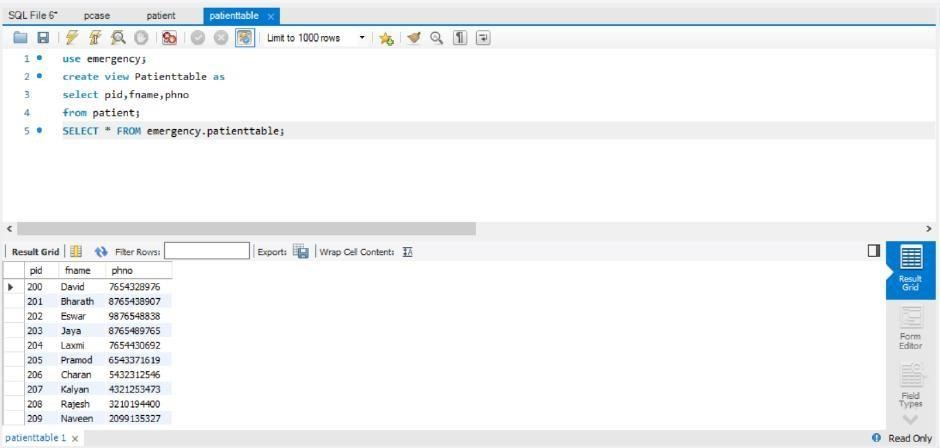 SQL File 6* pcase patient patienttable ×
Limit to 1000 rows
1 use emergency;
2 create view Patienttable as
3 select pid,fname,phno
4 from patient;
5 SELECT * FROM emergency.patienttable;
Result Grid Filter Rows: Export: Wrap Cell Content:
pid fname phno
200 David 7654328976
201 Bharath 8765438907
202 Eswar 9876548838
203 Jaya 8765489765
204 Laxmi 7654430692
205 Pramod 6543371619
206 Charan 5432312546
207 Kalyan 4321253473
208 Rajesh 3210194400
209 Naveen 2099135327
Result
Grid
Form
Editor
Field
Types
patienttable 1 ×
Read Only